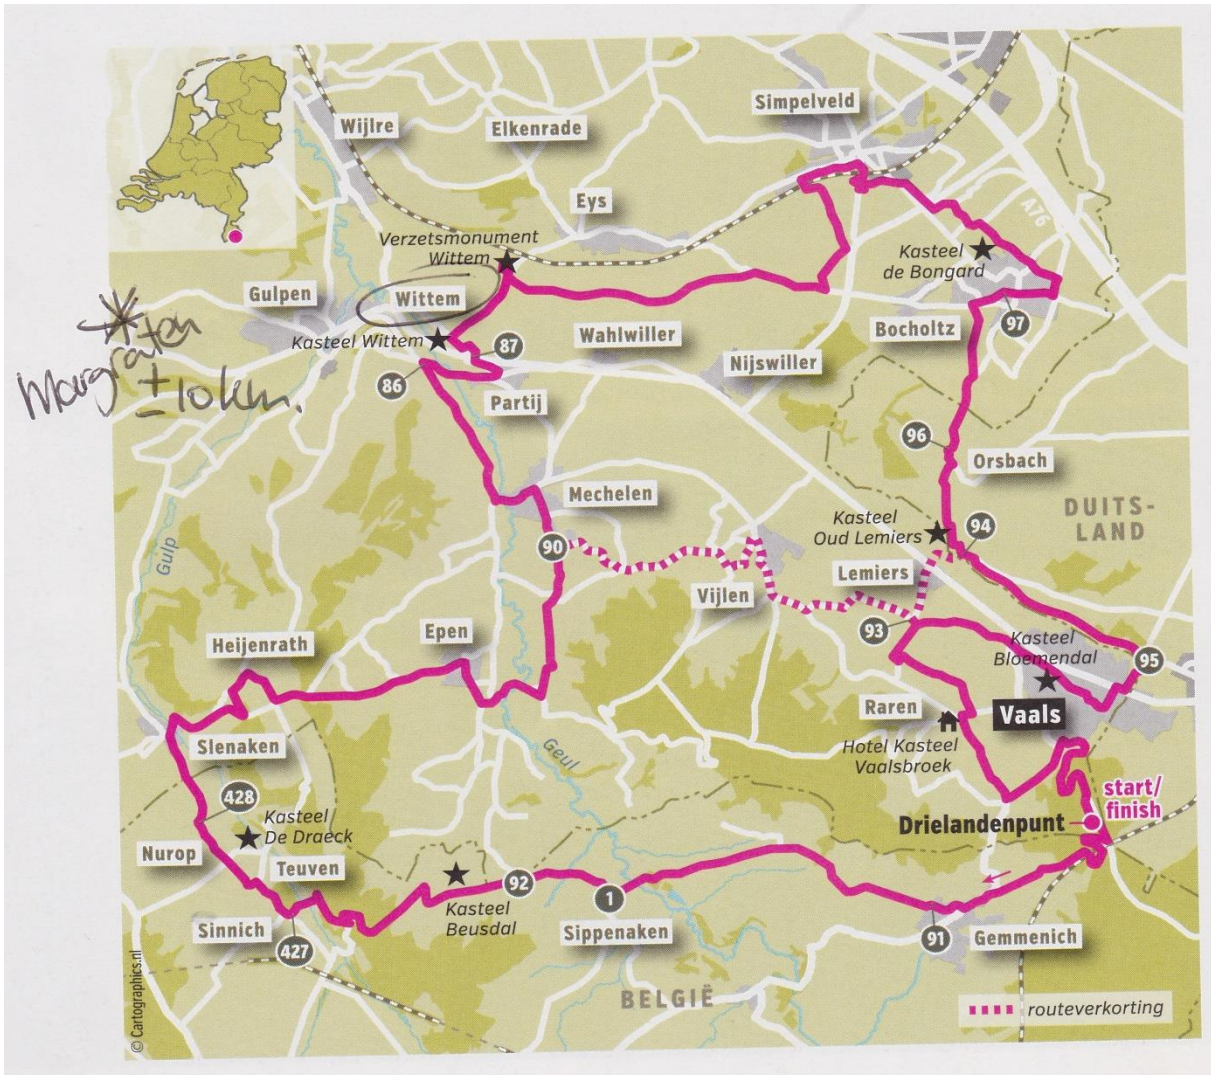 Simpelveld
Wijlre
Elkenrade
Eys
A76
Verzetsmonument
Wittem
Kasteel
de Bongard
Gulpen
Wittem
Bocholtz
97
Kasteel Wittem
87
Wahlwiller
Nijswiller
Margraten
± 10 km.
86
Partij
96
Orsbach
Mechelen
DUITS-
LAND
Kasteel
Oud Lemiers
94
Gulp
90
Lemiers
Vijlen
93
Kasteel
Bloemendal
95
Heijenrath
Epen
Raren
Vaals
Slenaken
Geul
Hotel Kasteel
Vaalsbroek
start/
finish
428
Kasteel
De Draeck
Drielandenpunt
Nurop
Teuven
92
1
Kasteel
Beusdal
Sinnich
427
Sippenaken
91
Gemmenich
BELGIË
routeverkorting
© Cartographics.nl